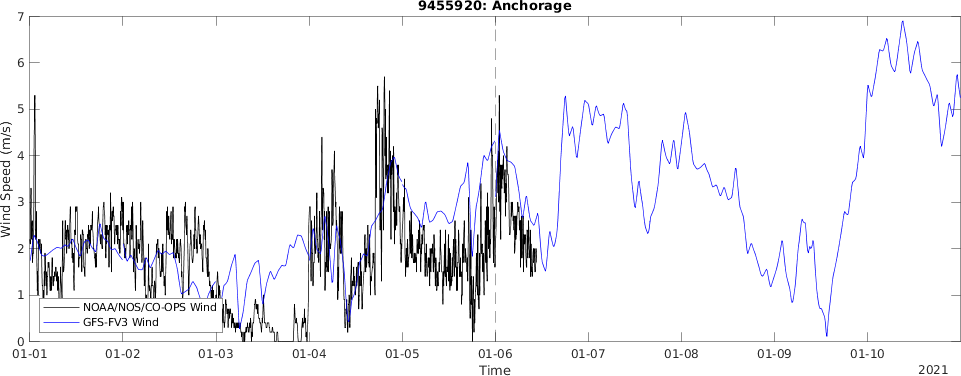 9455920: Anchorage
7
6
5
4
3
2
1
0
Wind Speed (m/s)
NOAA/NOS/CO-OPS Wind
GFS-FV3 Wind
01-01 01-02 01-03 01-04 01-05 01-06 01-07 01-08 01-09 01-10
Time
2021